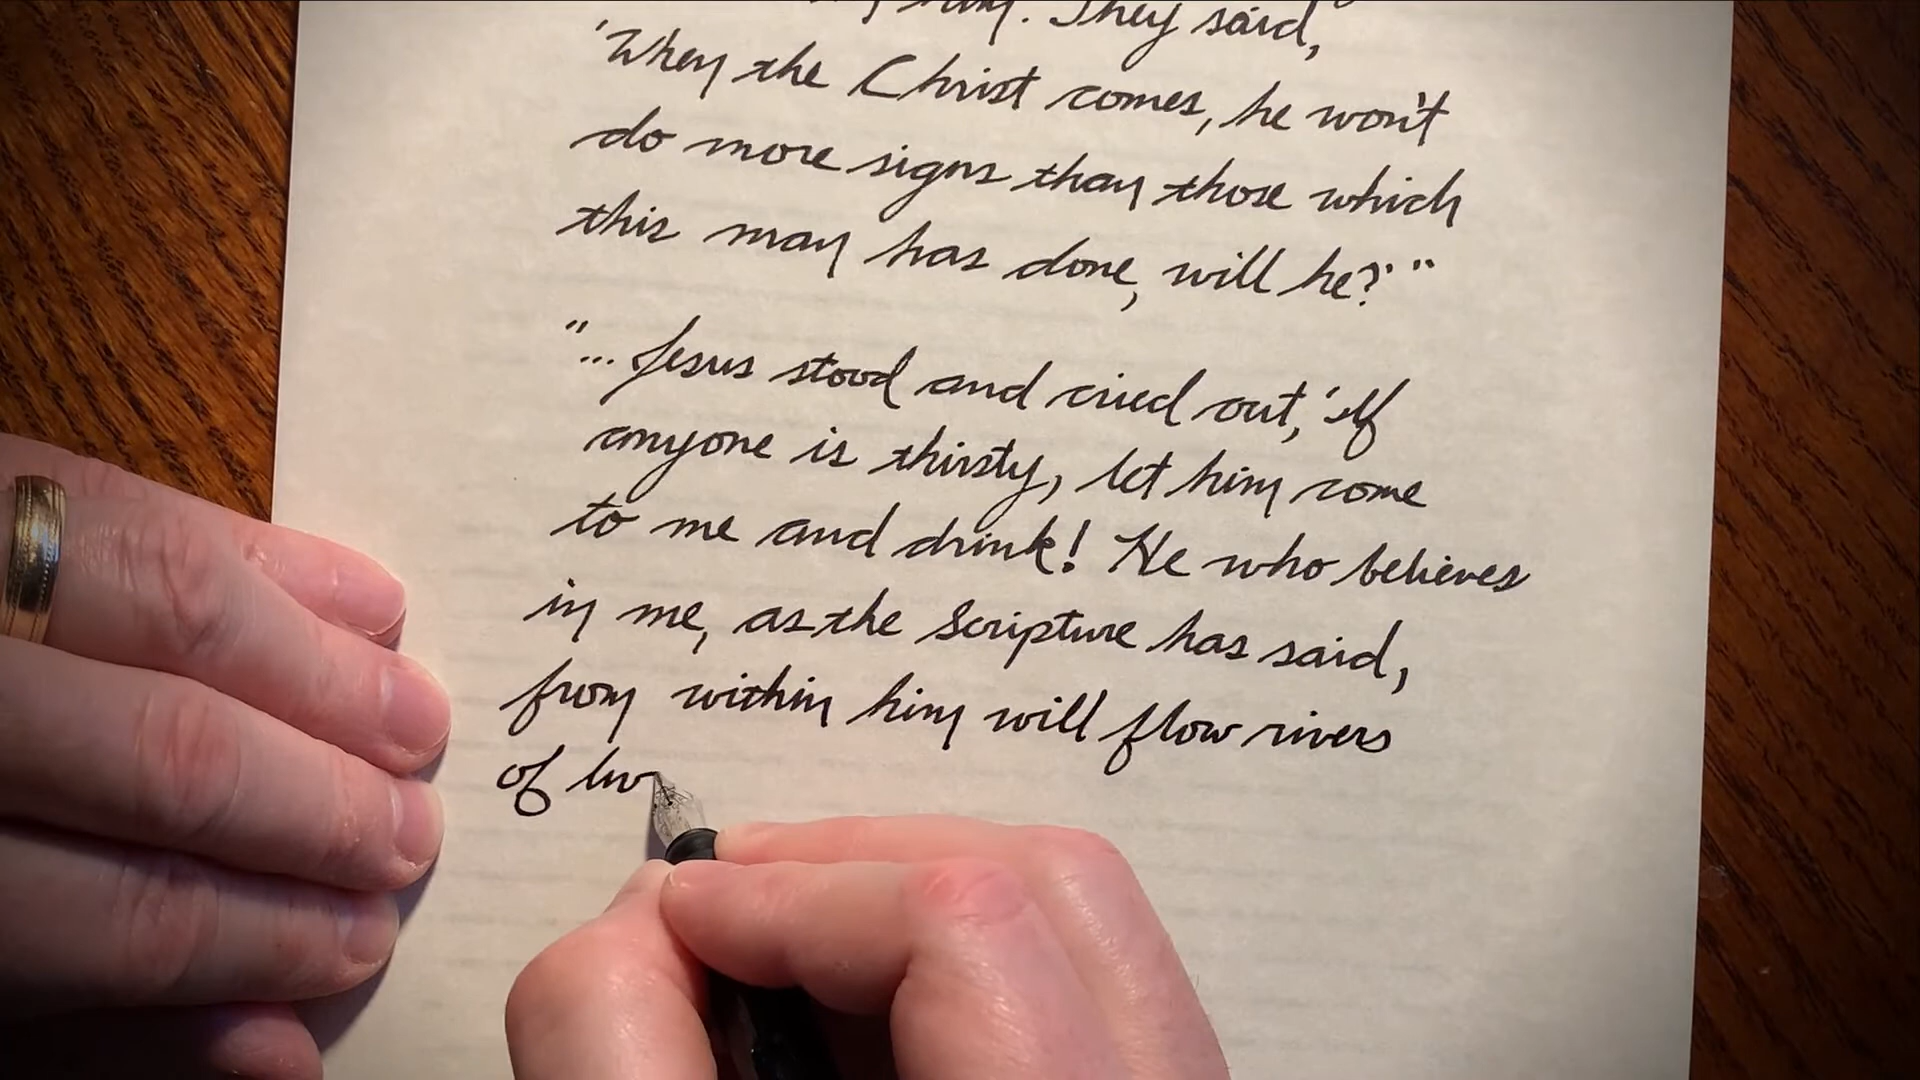 him. They said,
'When the Christ comes, he won't
do more signs than those which
this man has done, will he?' "
"... Jesus stood and cried out, 'If
anyone is thirsty, let him come
to me and drink! He who believes
in me, as the Scripture has said,
from within him will flow rivers
of liv